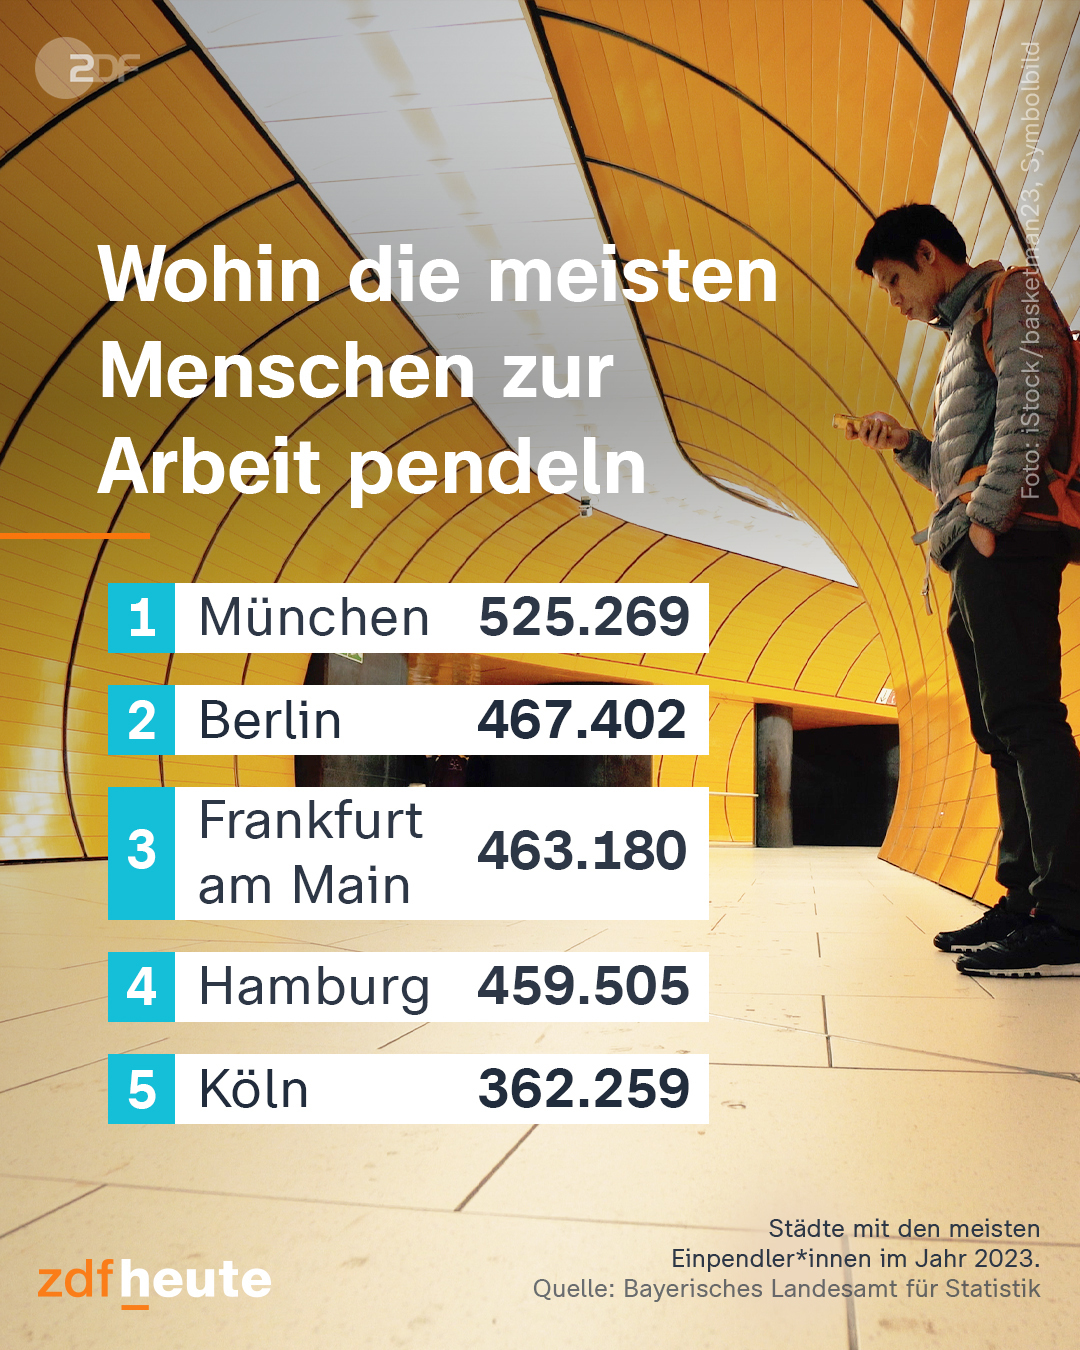 ZDF
Foto: iStock/basketman23, Symbolbild
Wohin die meisten
Menschen zur
Arbeit pendeln
1 München 525.269
2 Berlin 467.402
3 Frankfurt
am Main 463.180
4 Hamburg 459.505
5 Köln 362.259
Städte mit den meisten
Einpendler*innen im Jahr 2023.
Quelle: Bayerisches Landesamt für Statistik
zdfheute